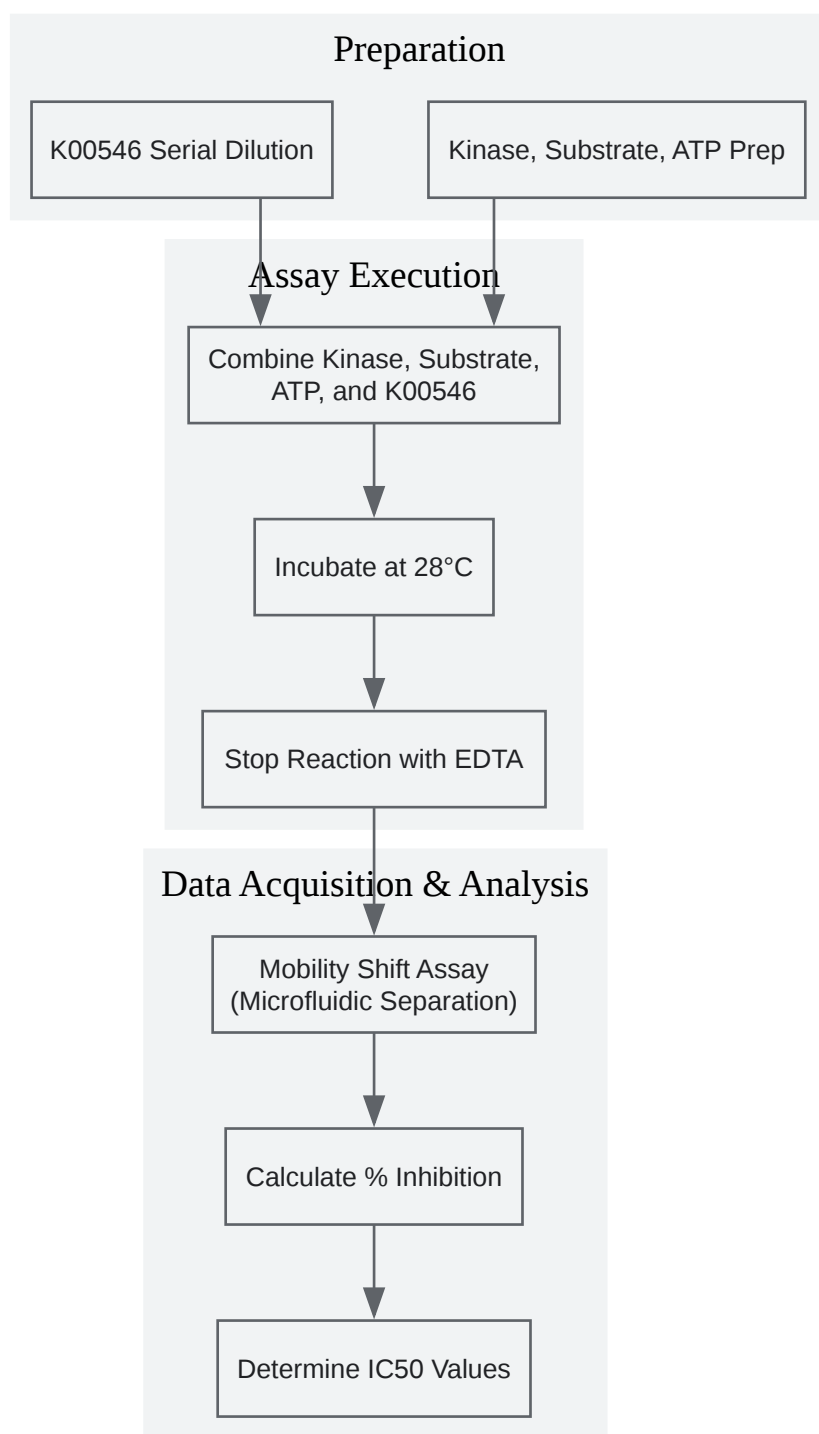 Preparation
K00546 Serial Dilution
Kinase, Substrate, ATP Prep
Assay Execution
Combine Kinase, Substrate,
ATP, and K00546
Incubate at 28°C
Stop Reaction with EDTA
Data Acquisition & Analysis
Mobility Shift Assay
(Microfluidic Separation)
Calculate % Inhibition
Determine IC50 Values